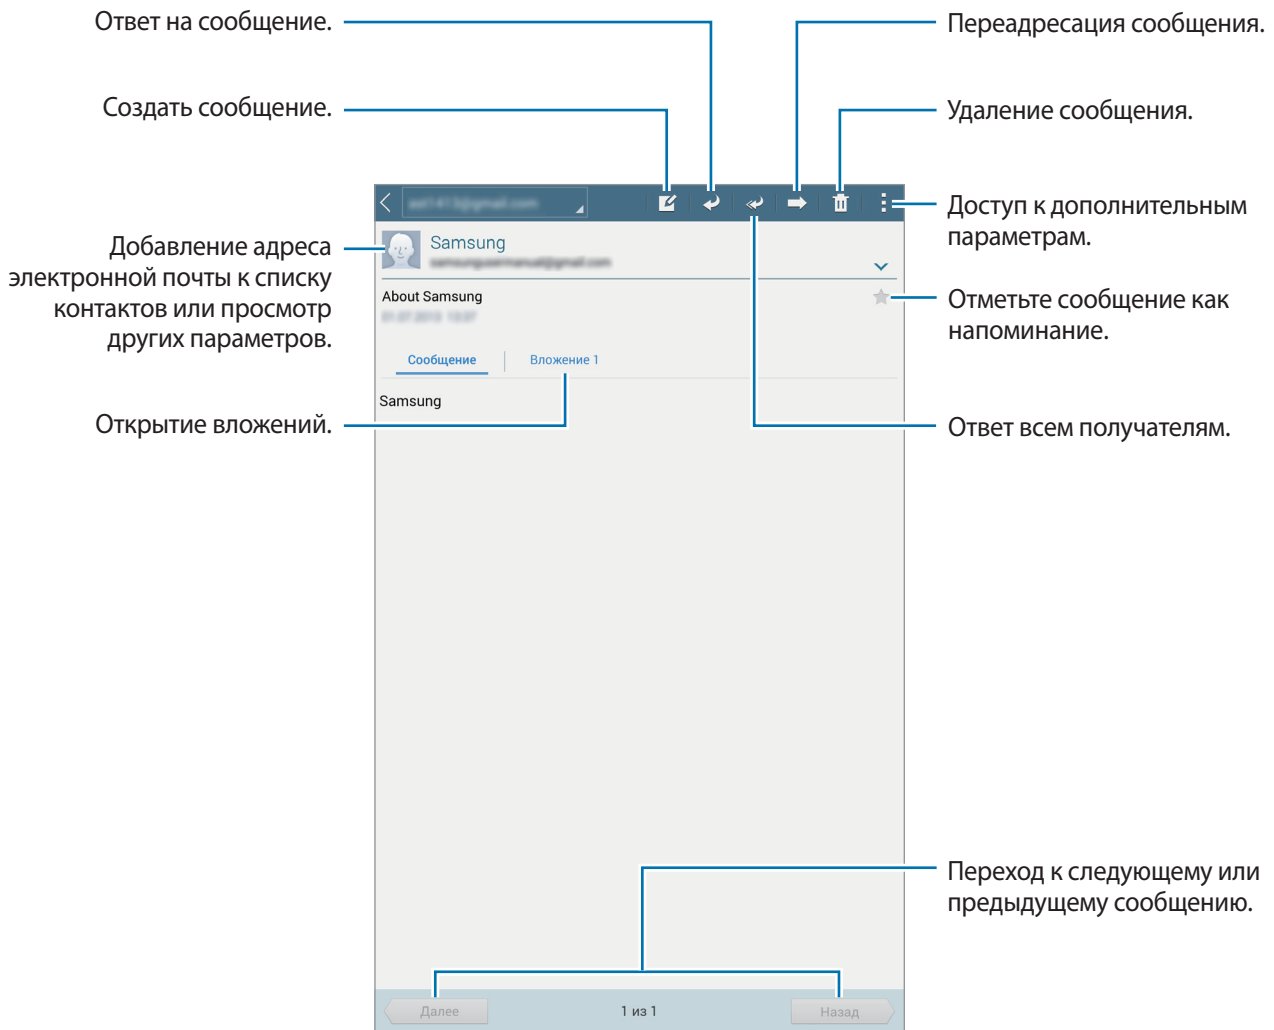 Ответ на сообщение.
Переадресация сообщения.
Создать сообщение.
Удаление сообщения.
Доступ к дополнительным
параметрам.
Добавление адреса
электронной почты к списку
контактов или просмотр
других параметров.
Samsung
About Samsung
Отметьте сообщение как
напоминание.
Сообщение
Вложение 1
Samsung
Открытие вложений.
Ответ всем получателям.
Переход к следующему или
предыдущему сообщению.
Далее
1 из 1
Назад